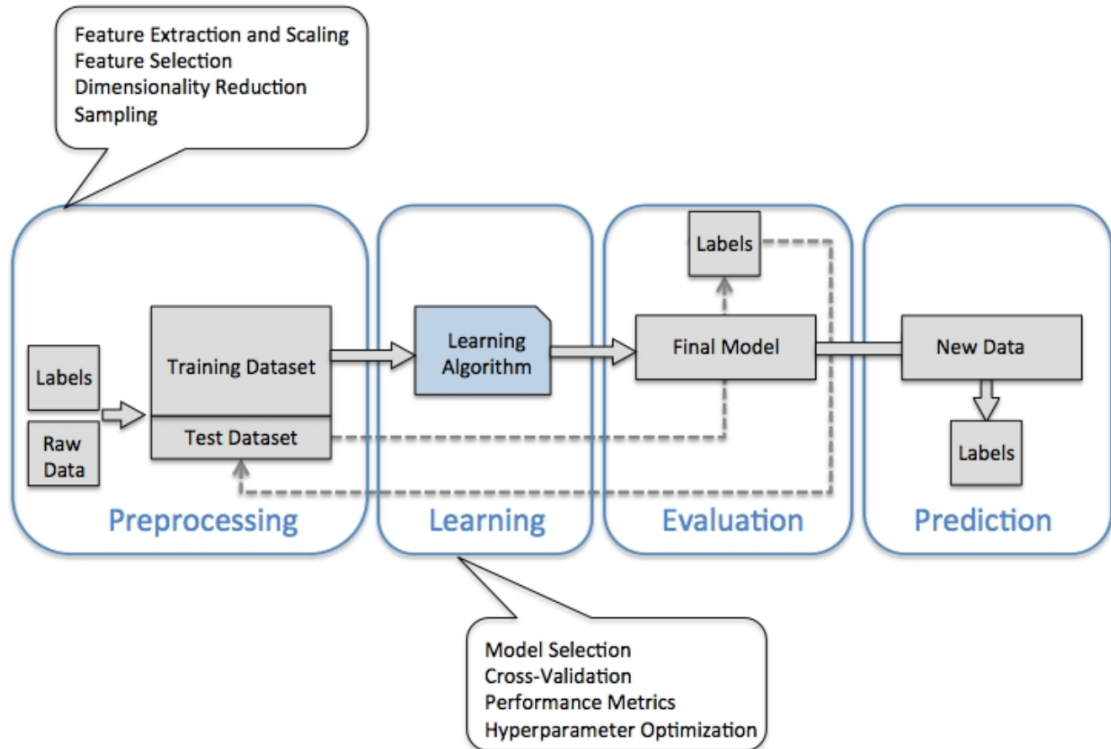 Feature Extraction and Scaling
Feature Selection
Dimensionality Reduction
Sampling
Labels
Raw
Data
Training Dataset
Test Dataset
Preprocessing
Learning
Algorithm
Learning
Labels
Final Model
Evaluation
New Data
Labels
Prediction
Model Selection
Cross-Validation
Performance Metrics
Hyperparameter Optimization